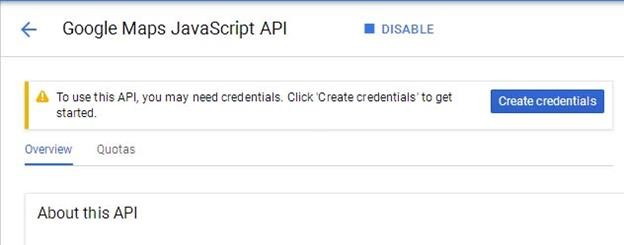 Google Maps JavaScript API DISABLE
To use this API, you may need credentials. Click 'Create credentials' to get
started.
Create credentials
Overview Quotas
About this API